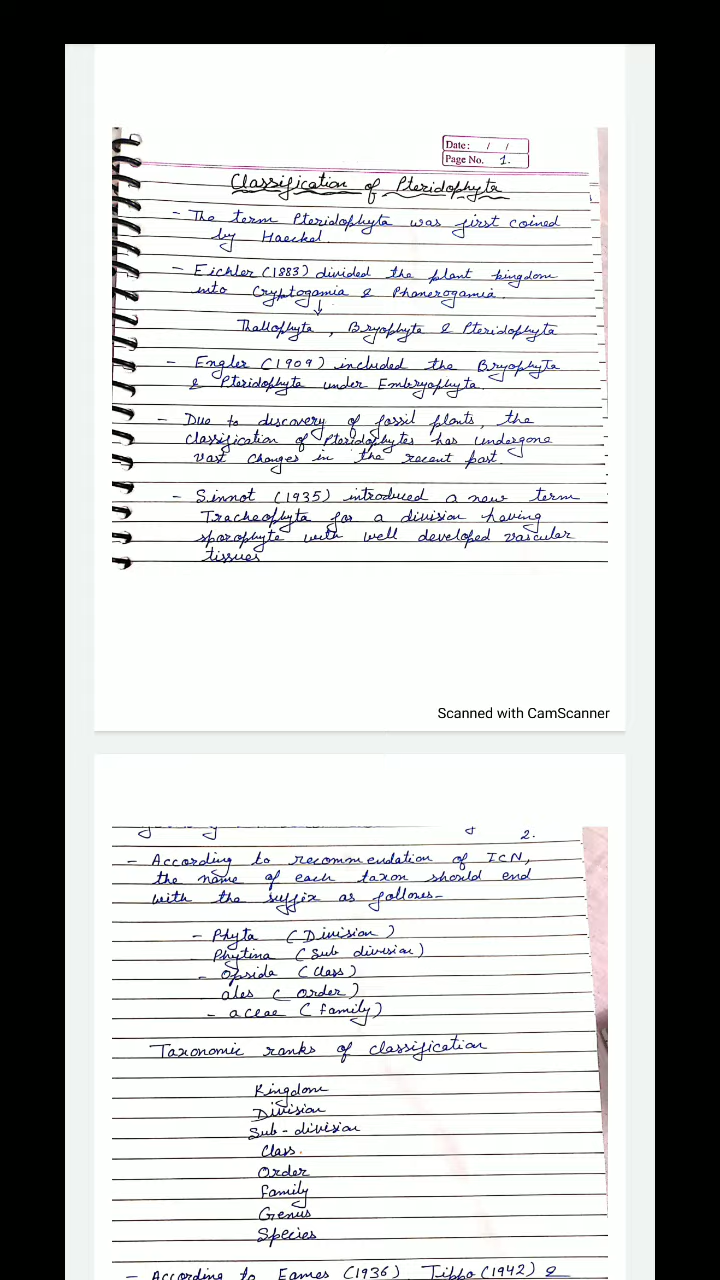 Date: / /
Page No. 1.
Classification of Pteridophyta
- The term Pteridophyta was first coined
by Haeckel.
- Eichler (1883) divided the plant kingdom
into Cryptogamia & Phanerogamia.
↓
Thallophyta, Bryophyta & Pteridophyta
- Engler (1909) included the Bryophyta
& Pteridophyta under Embryophyta.
- Due to discovery of fossil plants, the
classification of Pteridophytes has undergone
vast changes in the recent past.
- Sinnot (1935) introduced a new term
Tracheophyta for a division having
sporophyte with well developed vascular
tissues
Scanned with CamScanner
2.
- According to recommendation of ICN,
the name of each taxon should end
with the suffix as follows-
- Phyta (Division)
Phytina (Sub division)
- Opsida (Class)
ales (order)
- aceae (family)
Taxonomic ranks of classification
Kingdom
Division
Sub-division
Class.
Order
Family
Genus
Species
- According to Eames (1936) Tippo (1942) &